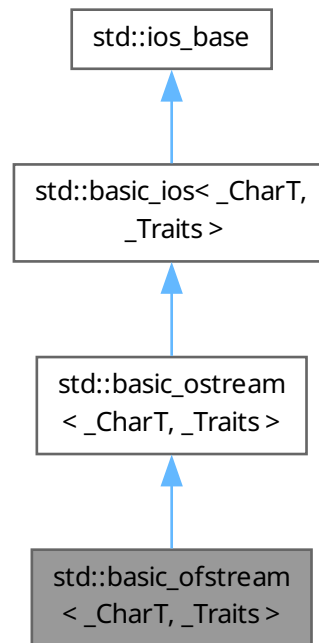 std::ios_base
std::basic_ios< _CharT,
_Traits >
std::basic_ostream
< _CharT, _Traits >
std::basic_ofstream
< _CharT, _Traits >